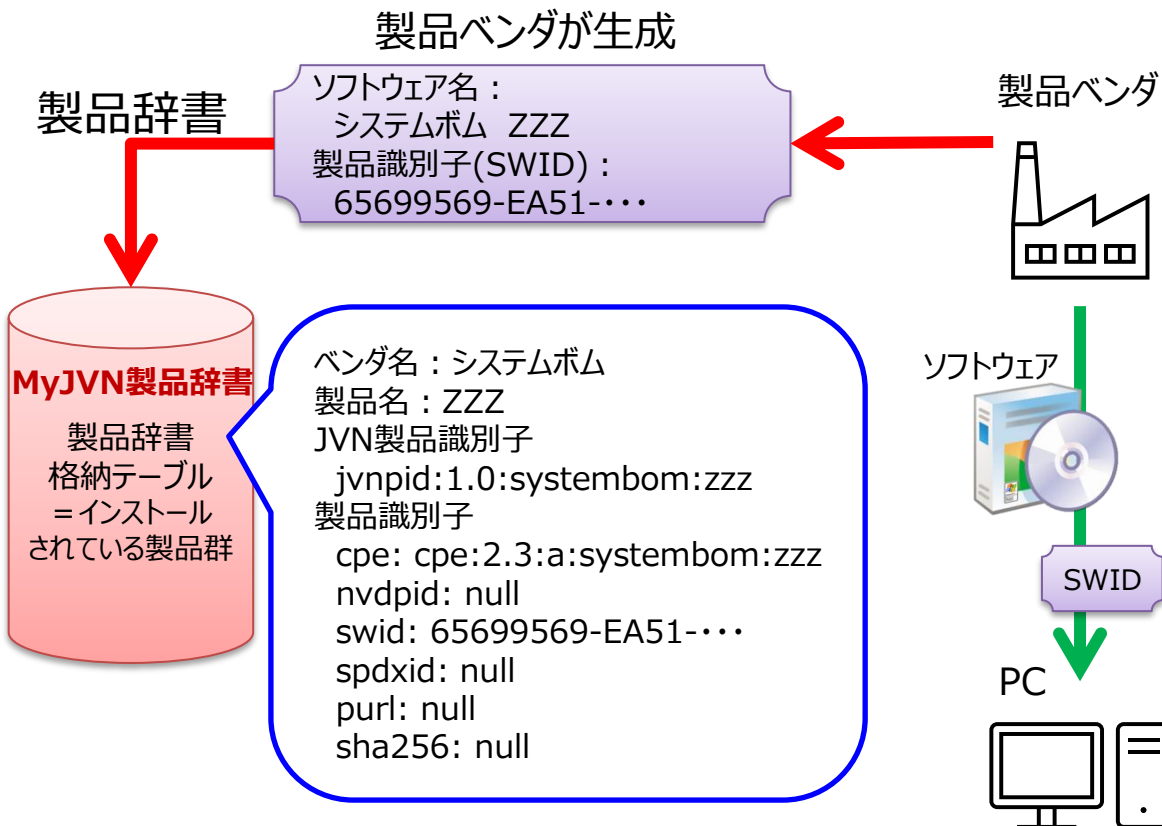 製品ベンダが生成
製品辞書
ソフトウェア名：
システムボム ZZZ
製品識別子(SWID)：
65699569-EA51-･･･
製品ベンダ
MyJVN製品辞書
製品辞書
格納テーブル
＝インストール
されている製品群
ベンダ名：システムボム
製品名：ZZZ
JVN製品識別子
jvnpid:1.0:systembom:zzz
製品識別子
cpe: cpe:2.3:a:systembom:zzz
nvdpid: null
swid: 65699569-EA51-･･･
spdxid: null
purl: null
sha256: null
ソフトウェア
SWID
PC